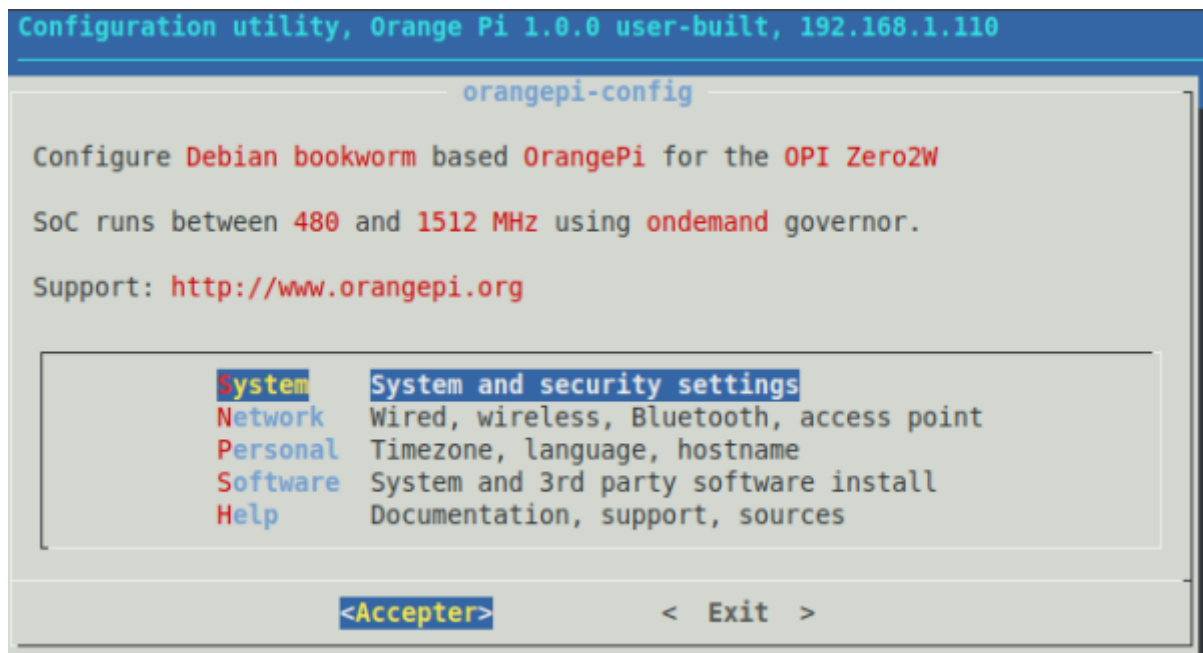 Configuration utility, Orange Pi 1.0.0 user-built, 192.168.1.110
orangepi-config
Configure Debian bookworm based OrangePi for the OPI Zero2W
SoC runs between 480 and 1512 MHz using ondemand governor.
Support: http://www.orangepi.org
System System and security settings
Network Wired, wireless, Bluetooth, access point
Personal Timezone, language, hostname
Software System and 3rd party software install
Help Documentation, support, sources
<Accepter> < Exit >